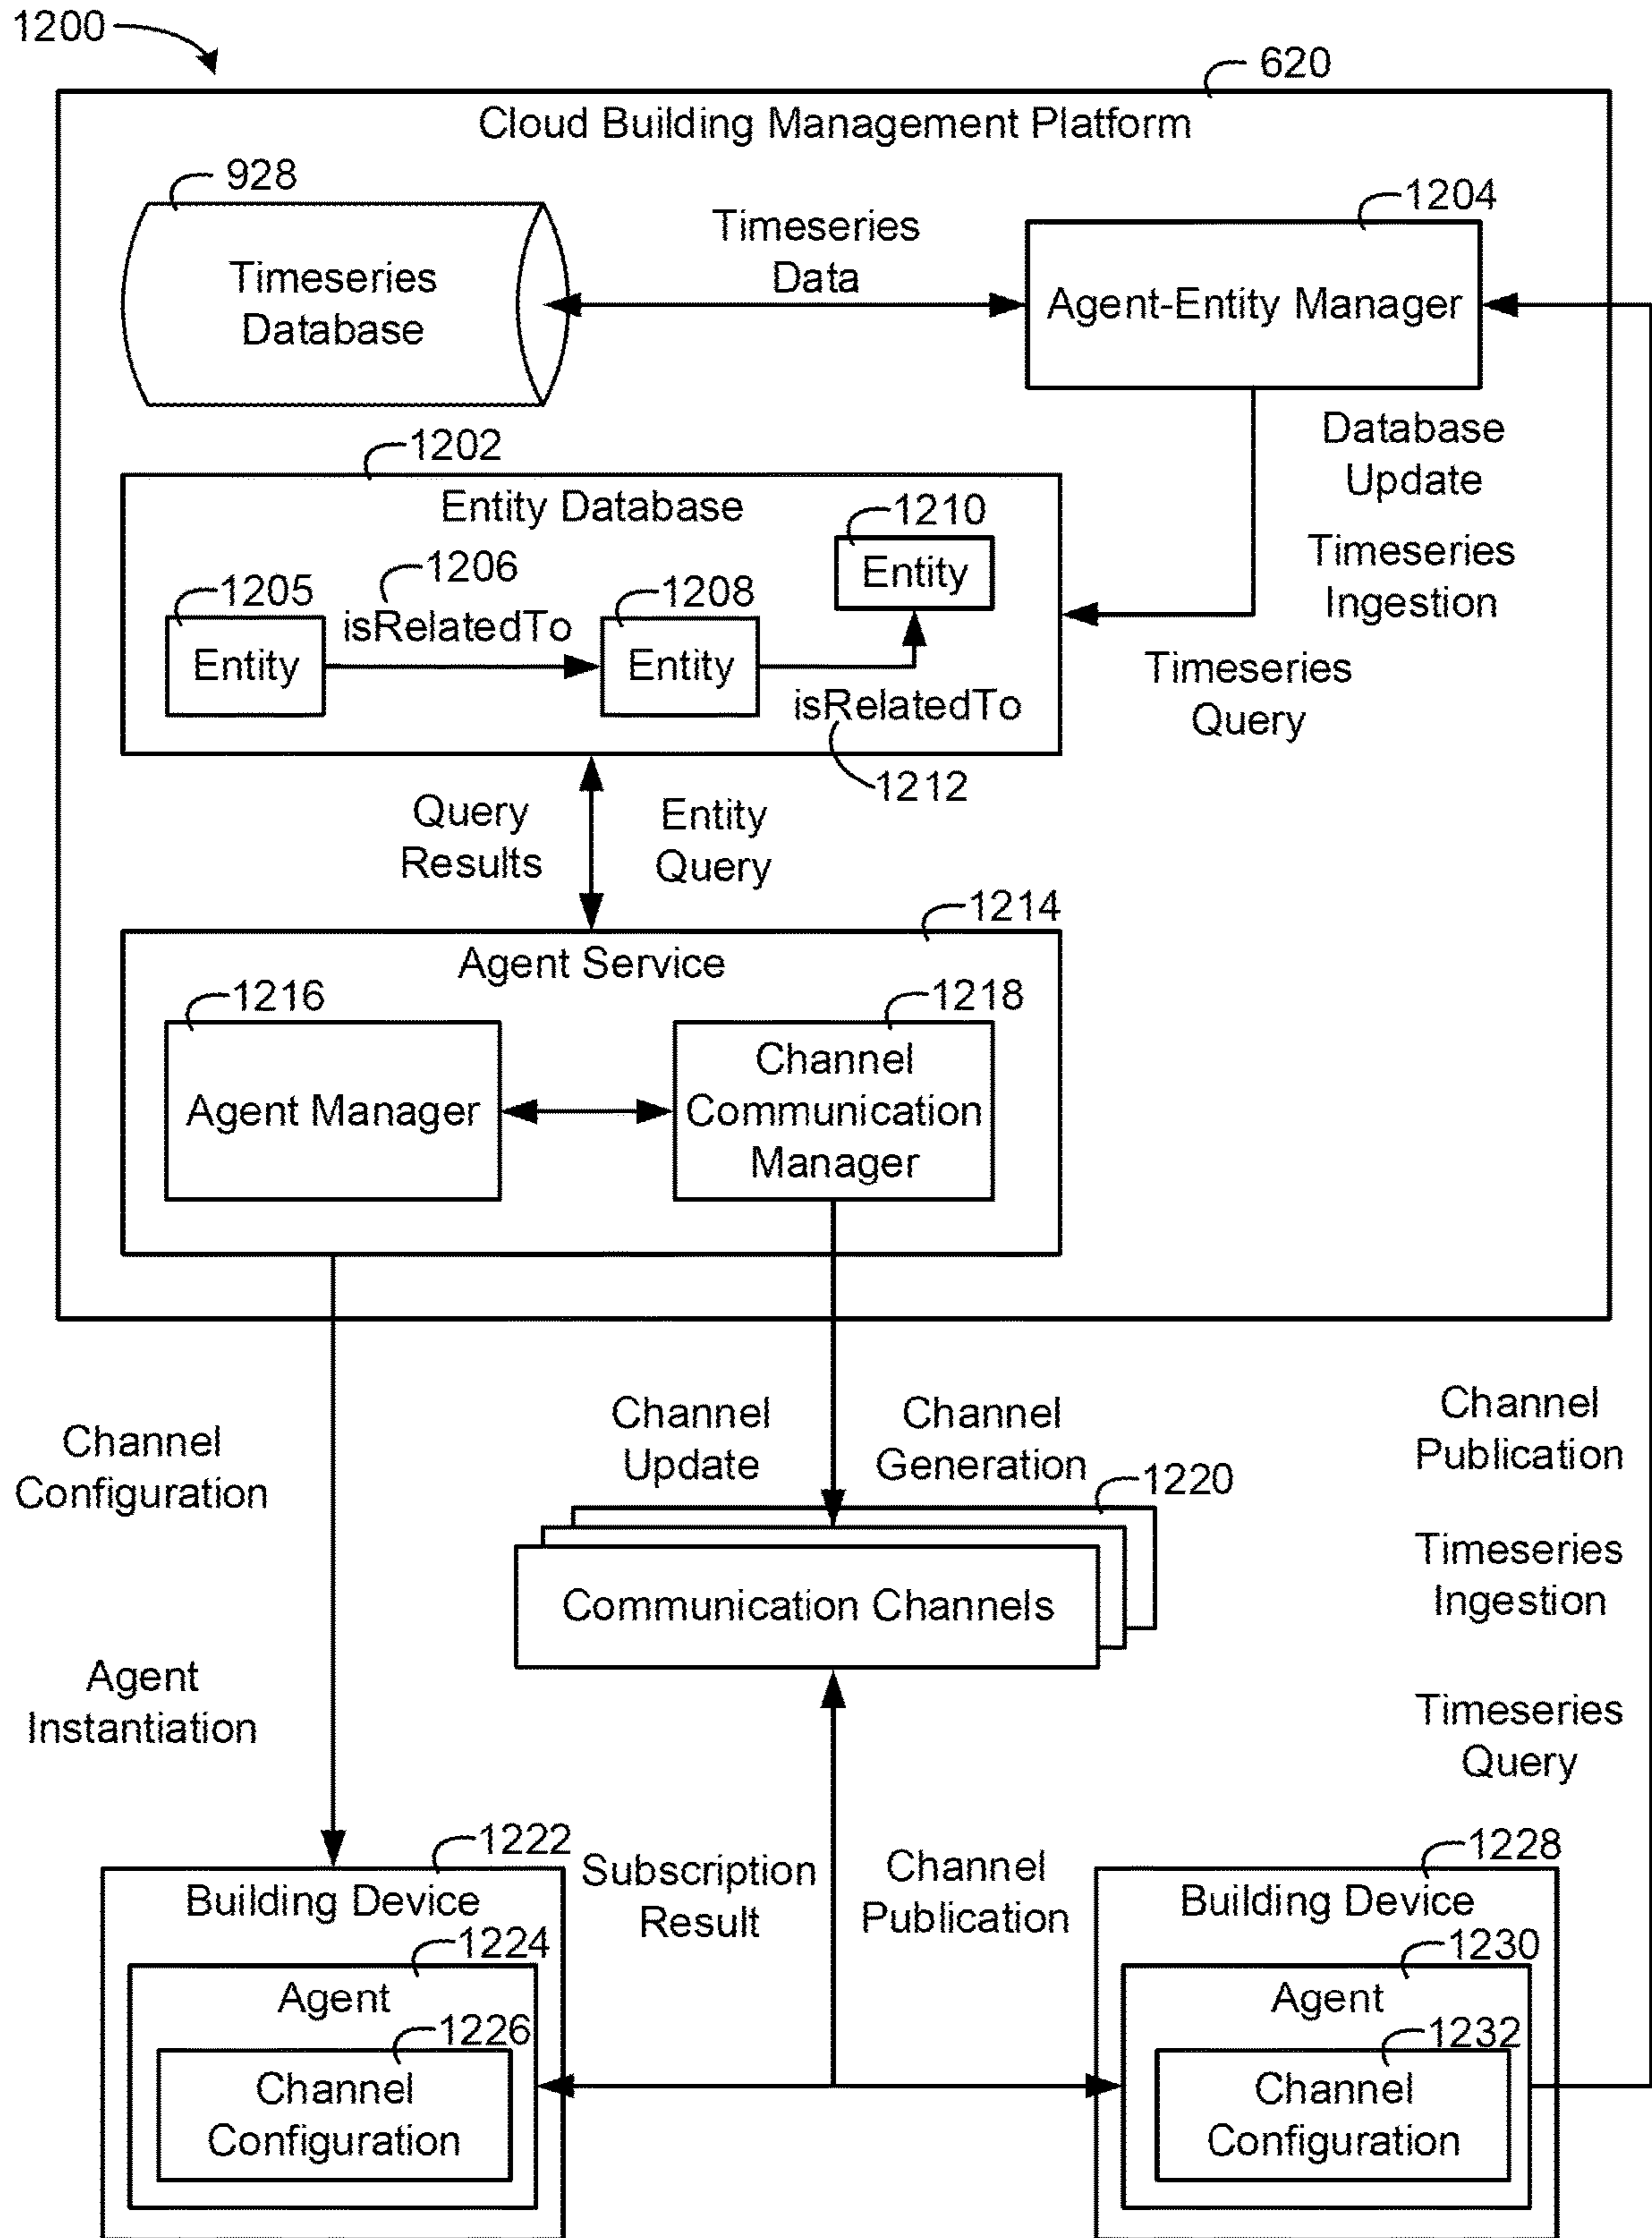 1200
620
Cloud Building Management Platform
928
Timeseries
Database
Timeseries
Data
1204
Agent-Entity Manager
Database
Update
Timeseries
Ingestion
Timeseries
Query
1202
Entity Database
1205
Entity
1206
isRelatedTo
1208
Entity
1210
Entity
isRelatedTo
1212
Query
Results
Entity
Query
1214
Agent Service
1216
Agent Manager
1218
Channel
Communication
Manager
Channel
Configuration
Agent
Instantiation
Channel
Update
Channel
Generation
1220
Communication Channels
Channel
Publication
Timeseries
Ingestion
Timeseries
Query
1222
Building Device
1224
Agent
1226
Channel
Configuration
Subscription
Result
Channel
Publication
1228
Building Device
1230
Agent
1232
Channel
Configuration